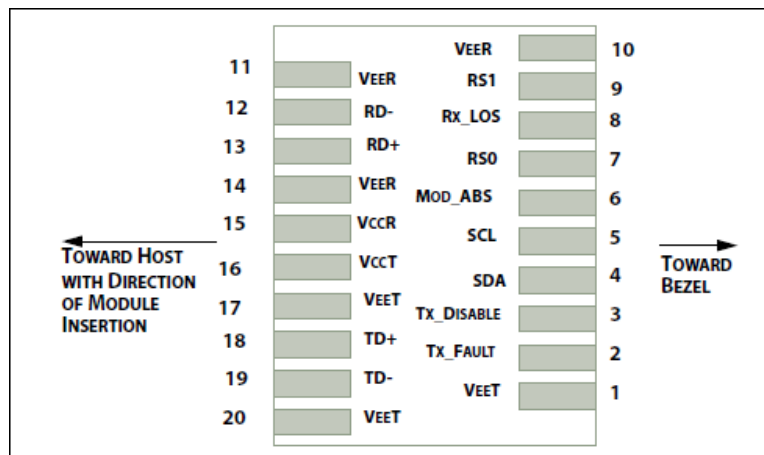 11 VEER
12 RD-
13 RD+
14 VEER
15 VCCR
16 VCCT
17 VEET
18 TD+
19 TD-
20 VEET
VEER 10
RS1 9
RX_LOS 8
RS0 7
MOD_ABS 6
SCL 5
SDA 4
TX_DISABLE 3
TX_FAULT 2
VEET 1
TOWARD HOST
WITH DIRECTION
OF MODULE
INSERTION
TOWARD
BEZEL